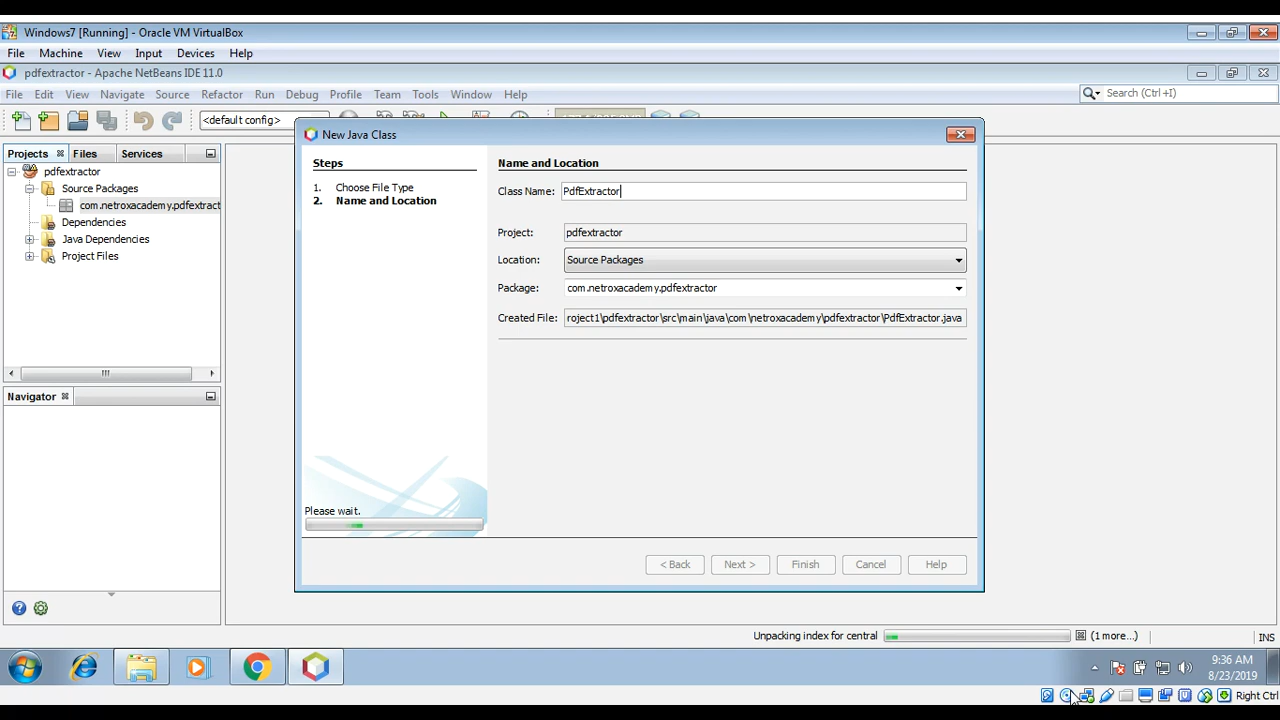 Windows7 [Running] - Oracle VM VirtualBox
File Machine View Input Devices Help
pdfextractor - Apache NetBeans IDE 11.0
File Edit View Navigate Source Refactor Run Debug Profile Team Tools Window Help
Search (Ctrl +I)
<default config>
New Java Class
Projects Files Services
Steps
Name and Location
pdfextractor
1. Choose File Type
Class Name: PdfExtractor
Source Packages
2. Name and Location
com.netroxacademy.pdfextract
Dependencies
Project: pdfextractor
Java Dependencies
Location: Source Packages
Project Files
Package: com.netroxacademy.pdfextractor
Created File: roject1\pdfextractor\src\main\java\com\netroxacademy\pdfextractor\PdfExtractor.java
Navigator
Please wait.
< Back Next > Finish Cancel Help
Unpacking index for central (1 more...) INS
9:36 AM
8/23/2019
Right Ctrl